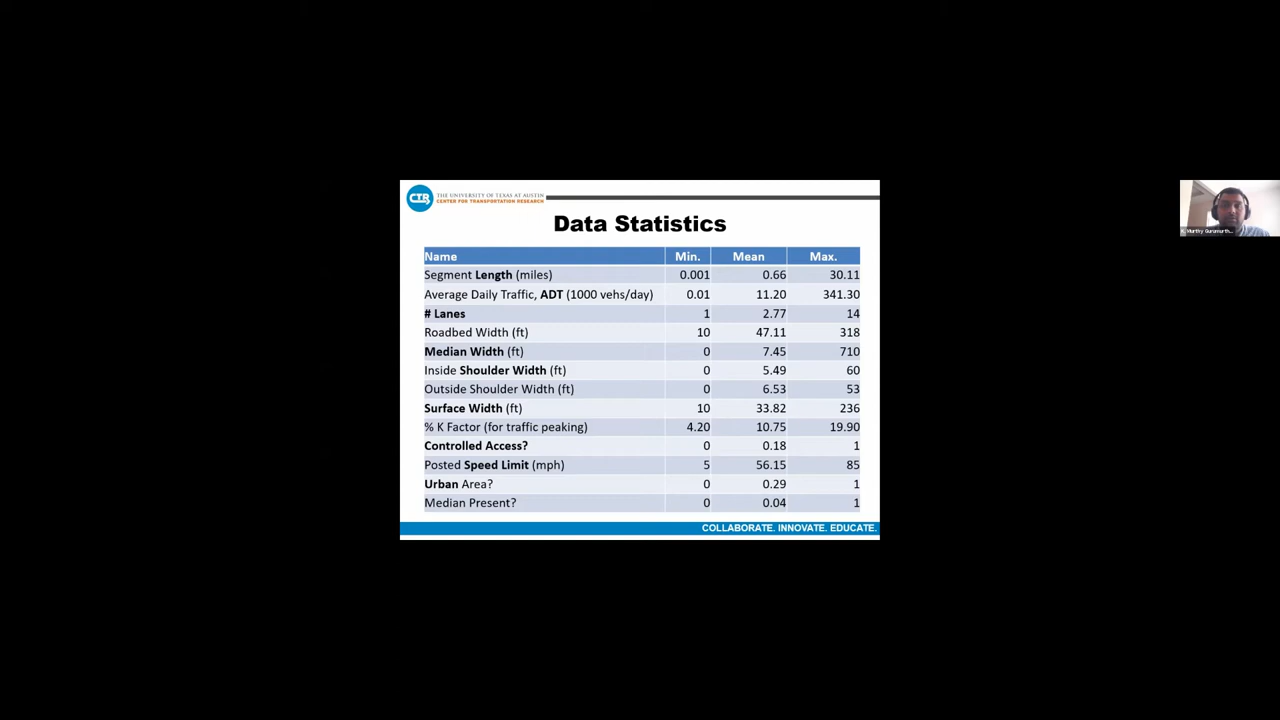 CTR
THE UNIVERSITY OF TEXAS AT AUSTIN
CENTER FOR TRANSPORTATION RESEARCH
Data Statistics
Name Min. Mean Max.
Segment Length (miles) 0.001 0.66 30.11
Average Daily Traffic, ADT (1000 vehs/day) 0.01 11.20 341.30
# Lanes 1 2.77 14
Roadbed Width (ft) 10 47.11 318
Median Width (ft) 0 7.45 710
Inside Shoulder Width (ft) 0 5.49 60
Outside Shoulder Width (ft) 0 6.53 53
Surface Width (ft) 10 33.82 236
% K Factor (for traffic peaking) 4.20 10.75 19.90
Controlled Access? 0 0.18 1
Posted Speed Limit (mph) 5 56.15 85
Urban Area? 0 0.29 1
Median Present? 0 0.04 1
COLLABORATE. INNOVATE. EDUCATE.